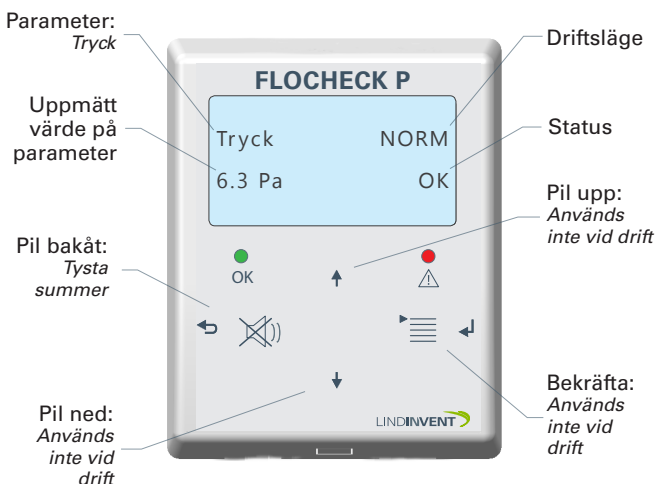 Parameter:
Tryck
Uppmätt
värde på
parameter
Pil bakåt:
Tysta
summer
Pil ned:
Används
inte vid
drift
FLOCHECK P
Tryck NORM
6.3 Pa OK
OK
LINDINVENT
Driftsläge
Status
Pil upp:
Används
inte vid drift
Bekräfta:
Används
inte vid
drift